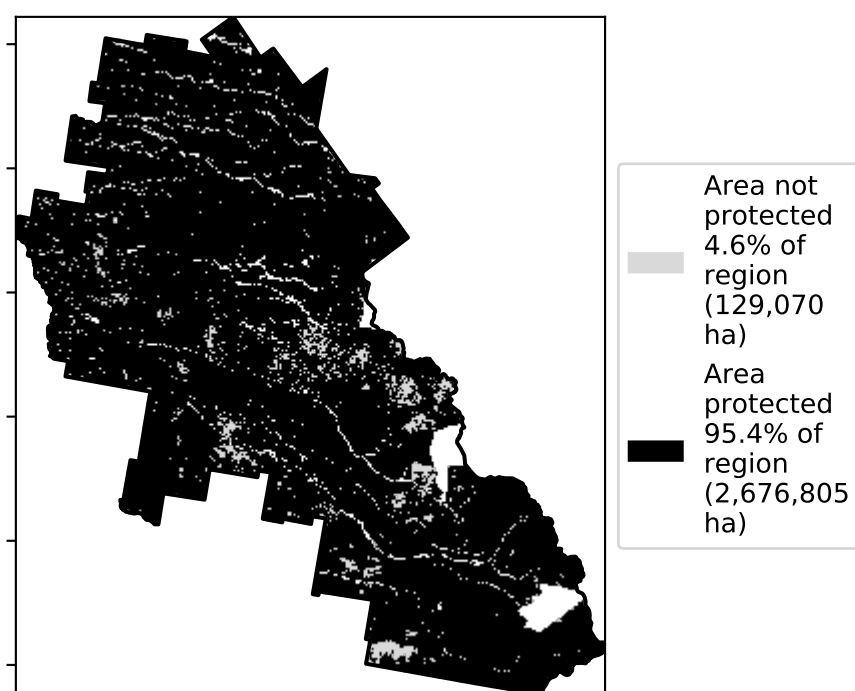 Area not
protected
4.6% of
region
(129,070
ha)
Area
protected
95.4% of
region
(2,676,805
ha)